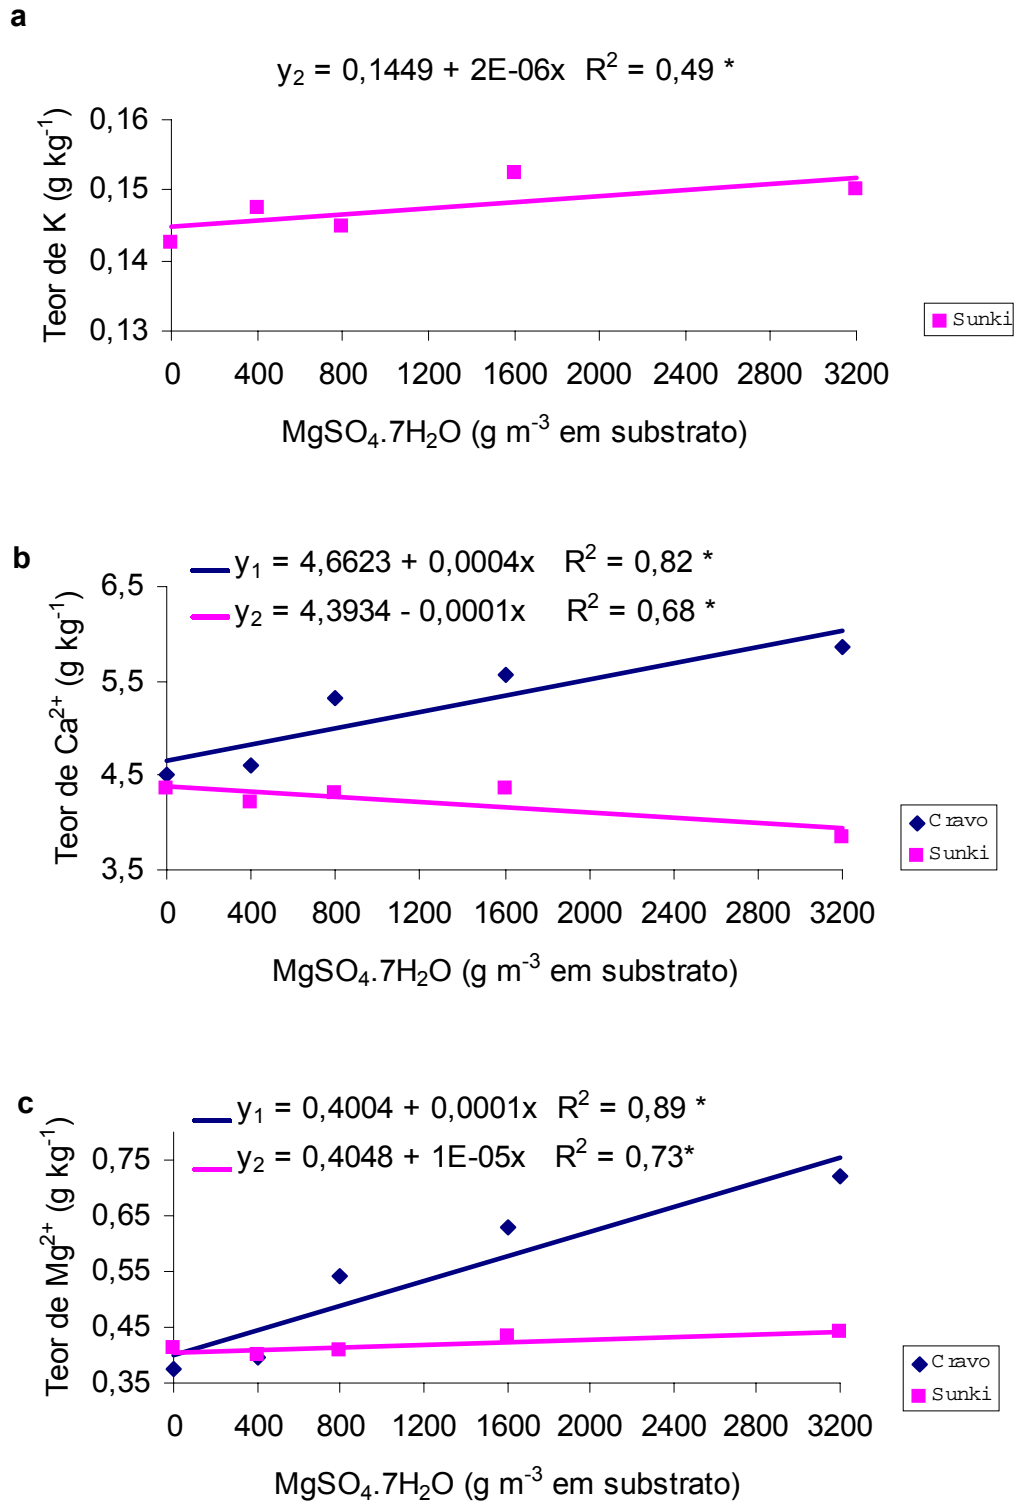 a
y₂ = 0,1449 + 2E-06x R² = 0,49 *
0,16
0,15
0,14
0,13
Teor de K (g kg⁻¹)
0 400 800 1200 1600 2000 2400 2800 3200
MgSO₄.7H₂O (g m⁻³ em substrato)
Sunki
b
y₁ = 4,6623 + 0,0004x R² = 0,82 *
y₂ = 4,3934 - 0,0001x R² = 0,68 *
6,5
5,5
4,5
3,5
Teor de Ca²⁺ (g kg⁻¹)
0 400 800 1200 1600 2000 2400 2800 3200
MgSO₄.7H₂O (g m⁻³ em substrato)
Cravo
Sunki
c
y₁ = 0,4004 + 0,0001x R² = 0,89 *
y₂ = 0,4048 + 1E-05x R² = 0,73*
0,75
0,65
0,55
0,45
0,35
Teor de Mg²⁺ (g kg⁻¹)
0 400 800 1200 1600 2000 2400 2800 3200
MgSO₄.7H₂O (g m⁻³ em substrato)
Cravo
Sunki